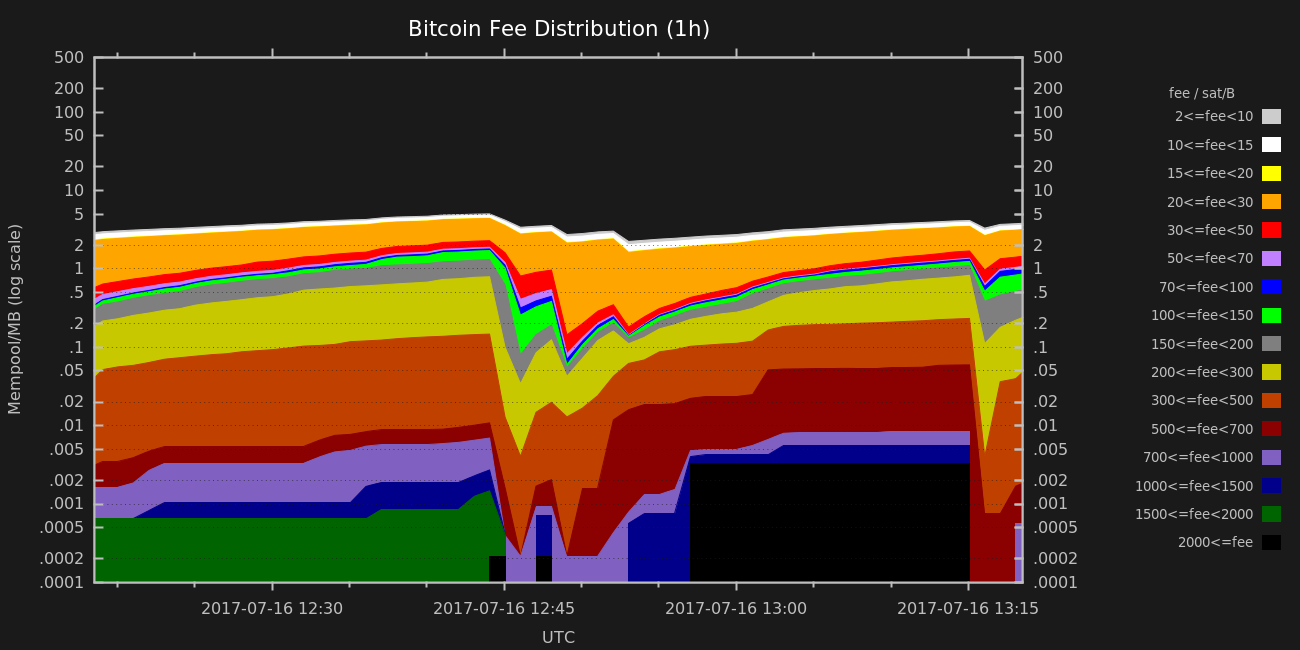 Bitcoin Fee Distribution (1h)
Mempool/MB (log scale)
500
200
100
50
20
10
5
2
1
.5
.2
.1
.05
.02
.01
.005
.002
.001
.0005
.0002
.0001
500
200
100
50
20
10
5
2
1
.5
.2
.1
.05
.02
.01
.005
.002
.001
.0005
.0002
.0001
2017-07-16 12:30
2017-07-16 12:45
2017-07-16 13:00
2017-07-16 13:15
UTC
fee / sat/B
2<=fee<10
10<=fee<15
15<=fee<20
20<=fee<30
30<=fee<50
50<=fee<70
70<=fee<100
100<=fee<150
150<=fee<200
200<=fee<300
300<=fee<500
500<=fee<700
700<=fee<1000
1000<=fee<1500
1500<=fee<2000
2000<=fee